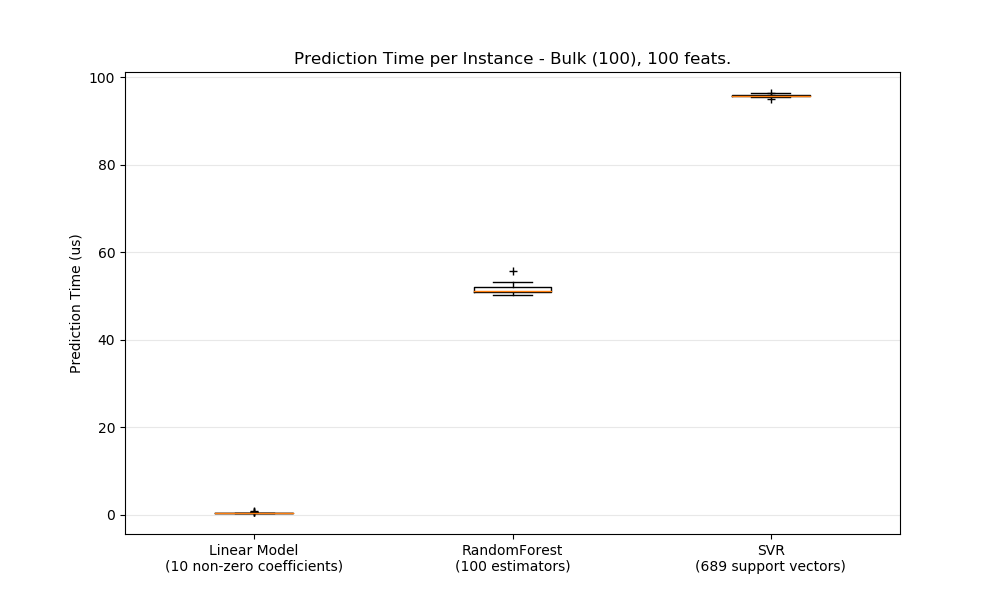 Prediction Time per Instance - Bulk (100), 100 feats.
100
80
60
40
20
0
Prediction Time (us)
Linear Model
(10 non-zero coefficients)
RandomForest
(100 estimators)
SVR
(689 support vectors)